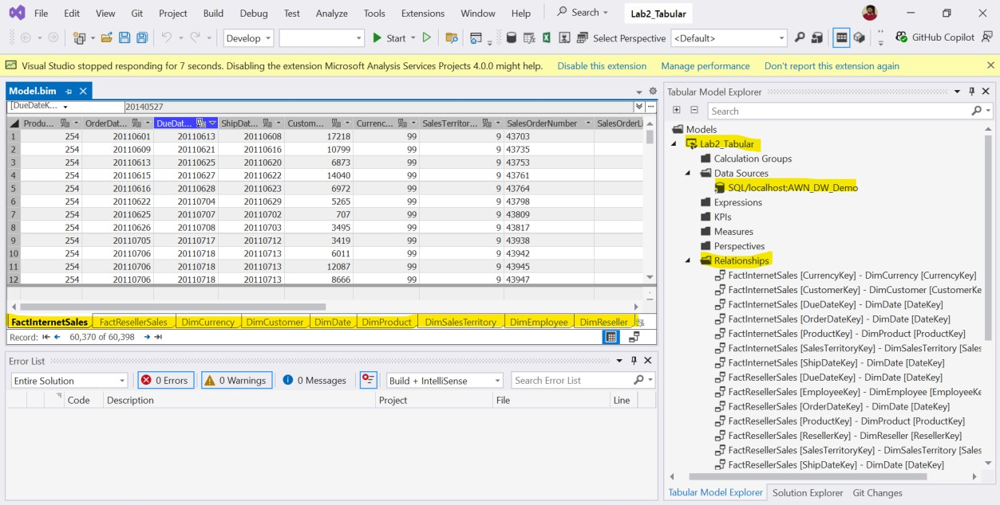 File Edit View Git Project Build Debug Test Analyze Tools Extensions Window Help Search Lab2_Tabular
Develop Start Select Perspective <Default> GitHub Copilot
Visual Studio stopped responding for 7 seconds. Disabling the extension Microsoft Analysis Services Projects 4.0.0 might help. Disable this extension Manage performance Don't report this extension again
Model.bim
[DueDateK... 20140527
Produ... OrderDat... DueDat... ShipDat... Custom... Currenc... SalesTerritor... SalesOrderNumber SalesOrderLi
1 254 20110601 20110613 20110608 17218 99 9 43703
2 254 20110609 20110621 20110616 10799 99 9 43735
3 254 20110613 20110625 20110620 6873 99 9 43753
4 254 20110615 20110627 20110622 14040 99 9 43761
5 254 20110616 20110628 20110623 6972 99 9 43764
6 254 20110622 20110704 20110629 5265 99 9 43798
7 254 20110625 20110707 20110702 707 99 9 43809
8 254 20110626 20110708 20110703 3495 99 9 43817
9 254 20110705 20110717 20110712 3419 99 9 43938
10 254 20110706 20110718 20110713 6011 99 9 43942
11 254 20110706 20110718 20110713 12087 99 9 43945
12 254 20110706 20110718 20110713 8666 99 9 43947
FactInternetSales FactResellerSales DimCurrency DimCustomer DimDate DimProduct DimSalesTerritory DimEmployee DimReseller
Record: 60,370 of 60,398
Error List
Entire Solution 0 Errors 0 Warnings 0 Messages Build + IntelliSense Search Error List
Code Description Project File Line
Tabular Model Explorer
Search
Models
Lab2_Tabular
Calculation Groups
Data Sources
SQL/localhost;AWN_DW_Demo
Expressions
KPIs
Measures
Perspectives
Relationships
FactInternetSales [CurrencyKey] - DimCurrency [CurrencyKey]
FactInternetSales [CustomerKey] - DimCustomer [CustomerKe
FactInternetSales [DueDateKey] - DimDate [DateKey]
FactInternetSales [OrderDateKey] - DimDate [DateKey]
FactInternetSales [ProductKey] - DimProduct [ProductKey]
FactInternetSales [SalesTerritoryKey] - DimSalesTerritory [Sales
FactInternetSales [ShipDateKey] - DimDate [DateKey]
FactResellerSales [DueDateKey] - DimDate [DateKey]
FactResellerSales [EmployeeKey] - DimEmployee [EmployeeKe
FactResellerSales [OrderDateKey] - DimDate [DateKey]
FactResellerSales [ProductKey] - DimProduct [ProductKey]
FactResellerSales [ResellerKey] - DimReseller [ResellerKey]
FactResellerSales [SalesTerritoryKey] - DimSalesTerritory [Sales
FactResellerSales [ShipDateKey] - DimDate [DateKey]
Tabular Model Explorer Solution Explorer Git Changes